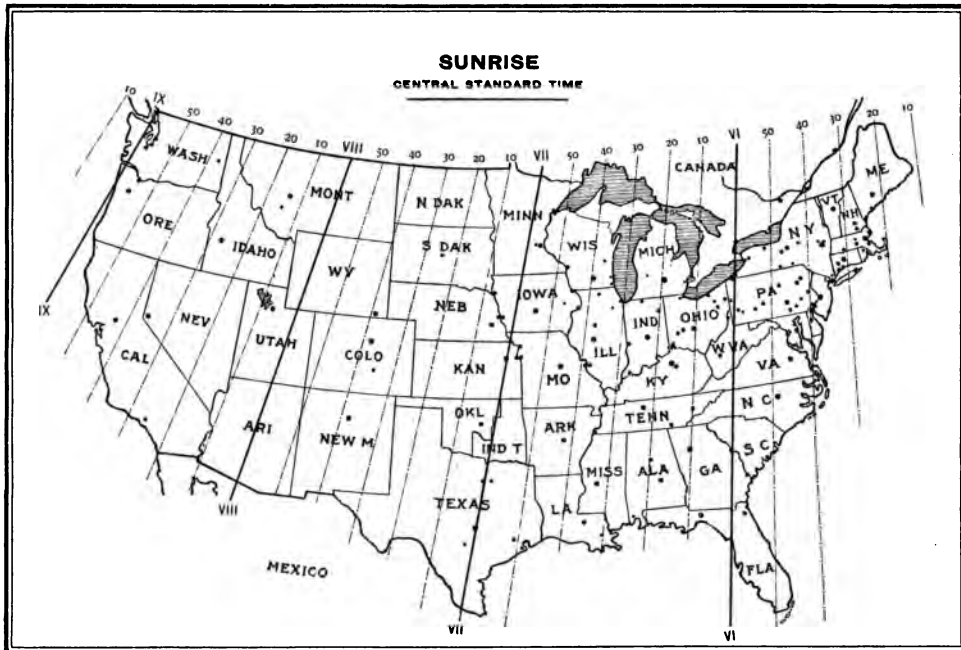 SUNRISE
CENTRAL STANDARD TIME
10 IX 50 40 30 20 10 VIII 50 40 30 20 10 VII 50 40 30 20 10 VI 50 40 30 20 10
CANADA
WASH
MONT
N DAK
MINN
ME
VT
NH
ORE
IDAHO
S DAK
WIS
MICH
N Y
WY
IOWA
PA
IX
NEV
NEB
IND
OHIO
UTAH
COLO
ILL
W VA
CAL
KAN
MO
KY
VA
OKL
TENN
N C
ARI
NEW M
IND T
ARK
S C
MISS
ALA
GA
TEXAS
LA
VIII
MEXICO
FLA
VII
VI